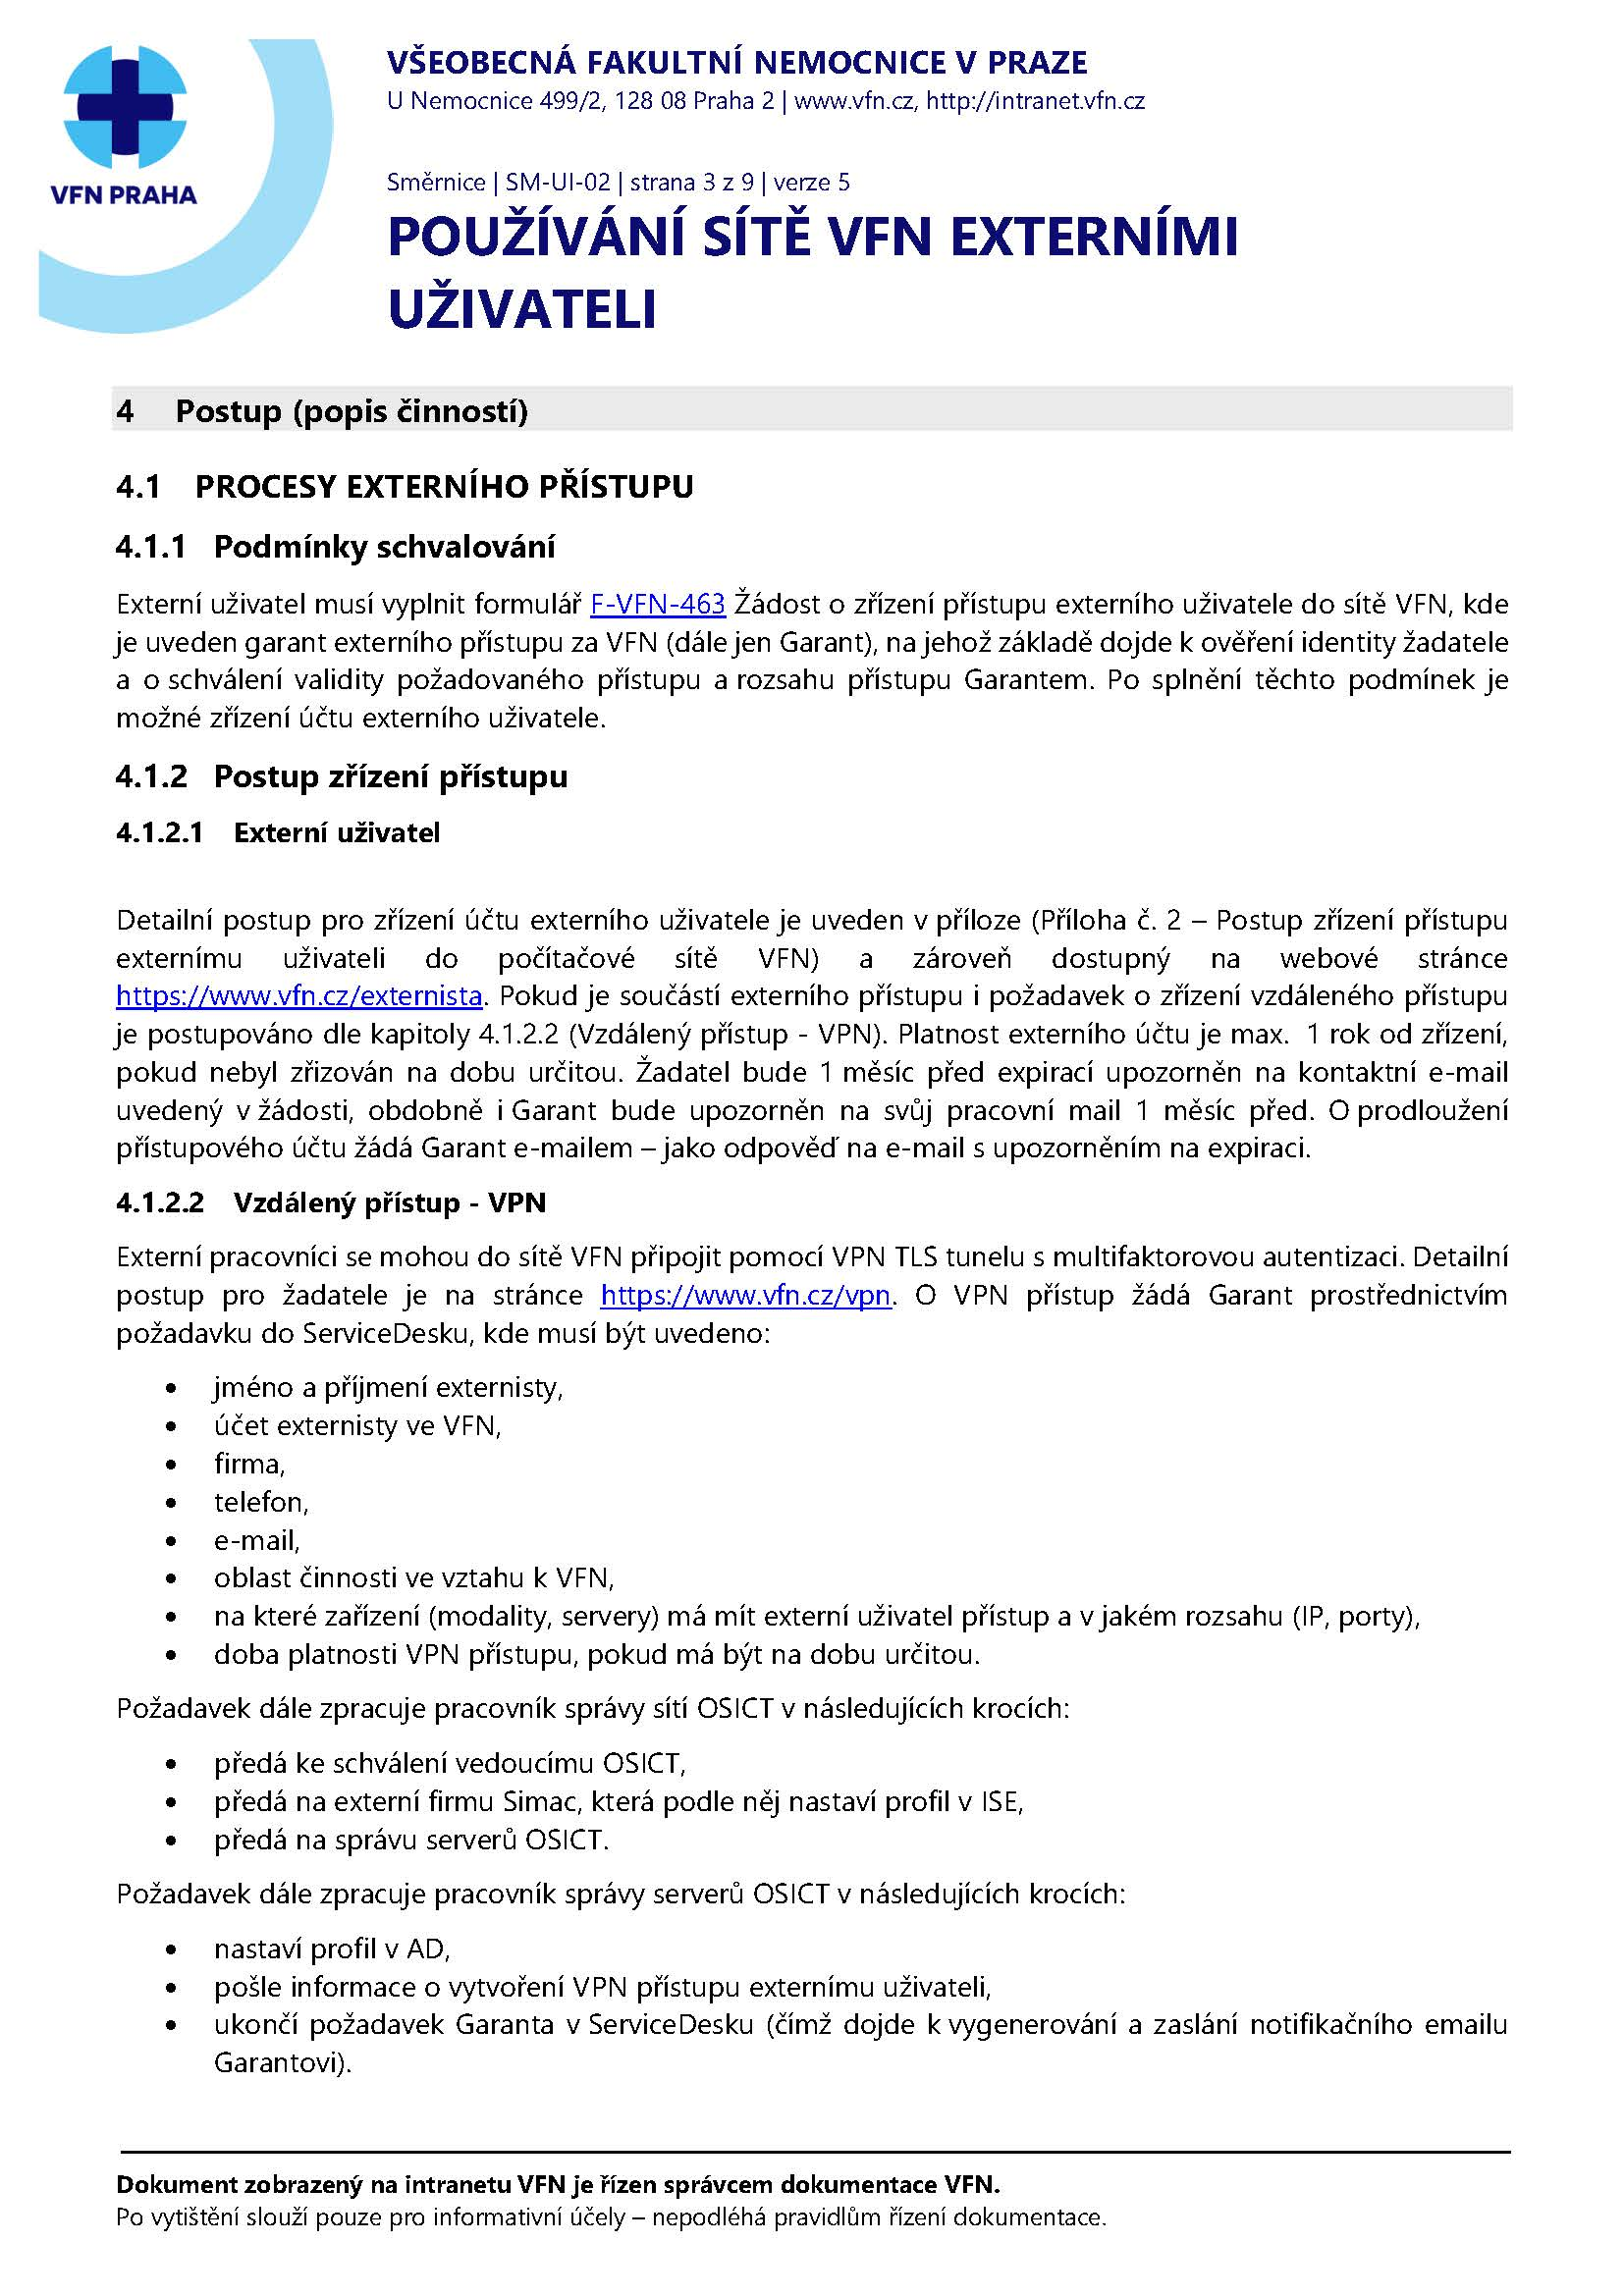 VFN PRAHA
VŠEOBECNÁ FAKULTNÍ NEMOCNICE V PRAZE
U Nemocnice 499/2, 128 08 Praha 2 | www.vfn.cz, http://intranet.vfn.cz
Směrnice | SM-UI-02 | strana 3 z 9 | verze 5
POUŽÍVÁNÍ SÍTĚ VFN EXTERNÍMI
UŽIVATELI
4 Postup (popis činností)
4.1 PROCESY EXTERNÍHO PŘÍSTUPU
4.1.1 Podmínky schvalování
Externí uživatel musí vyplnit formulář F-VFN-463 Žádost o zřízení přístupu externího uživatele do sítě VFN, kde
je uveden garant externího přístupu za VFN (dále jen Garant), na jehož základě dojde k ověření identity žadatele
a o schválení validity požadovaného přístupu a rozsahu přístupu Garantem. Po splnění těchto podmínek je
možné zřízení účtu externího uživatele.
4.1.2 Postup zřízení přístupu
4.1.2.1 Externí uživatel
Detailní postup pro zřízení účtu externího uživatele je uveden v příloze (Příloha č. 2 – Postup zřízení přístupu
externímu uživateli do počítačové sítě VFN) a zároveň dostupný na webové stránce
https://www.vfn.cz/externista. Pokud je součástí externího přístupu i požadavek o zřízení vzdáleného přístupu
je postupováno dle kapitoly 4.1.2.2 (Vzdálený přístup - VPN). Platnost externího účtu je max. 1 rok od zřízení,
pokud nebyl zřizován na dobu určitou. Žadatel bude 1 měsíc před expirací upozorněn na kontaktní e-mail
uvedený v žádosti, obdobně i Garant bude upozorněn na svůj pracovní mail 1 měsíc před. O prodloužení
přístupového účtu žádá Garant e-mailem – jako odpověď na e-mail s upozorněním na expiraci.
4.1.2.2 Vzdálený přístup - VPN
Externí pracovníci se mohou do sítě VFN připojit pomocí VPN TLS tunelu s multifaktorovou autentizaci. Detailní
postup pro žadatele je na stránce https://www.vfn.cz/vpn. O VPN přístup žádá Garant prostřednictvím
požadavku do ServiceDesku, kde musí být uvedeno:
• jméno a příjmení externisty,
• účet externisty ve VFN,
• firma,
• telefon,
• e-mail,
• oblast činnosti ve vztahu k VFN,
• na které zařízení (modality, servery) má mít externí uživatel přístup a v jakém rozsahu (IP, porty),
• doba platnosti VPN přístupu, pokud má být na dobu určitou.
Požadavek dále zpracuje pracovník správy sítí OSICT v následujících krocích:
• předá ke schválení vedoucímu OSICT,
• předá na externí firmu Simac, která podle něj nastaví profil v ISE,
• předá na správu serverů OSICT.
Požadavek dále zpracuje pracovník správy serverů OSICT v následujících krocích:
• nastaví profil v AD,
• pošle informace o vytvoření VPN přístupu externímu uživateli,
• ukončí požadavek Garanta v ServiceDesku (čímž dojde k vygenerování a zaslání notifikačního emailu
Garantovi).
Dokument zobrazený na intranetu VFN je řízen správcem dokumentace VFN.
Po vytištění slouží pouze pro informativní účely – nepodléhá pravidlům řízení dokumentace.